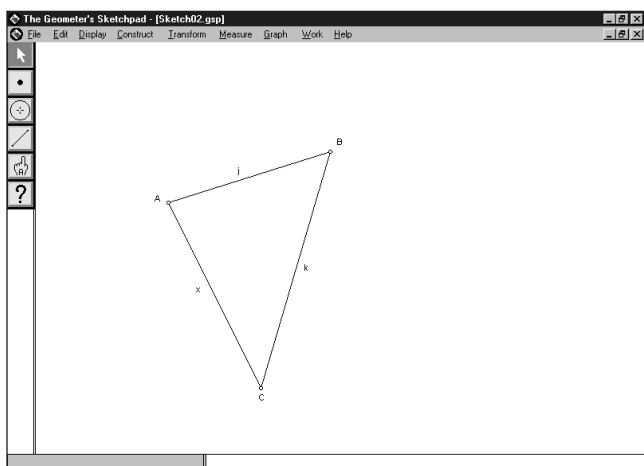 The Geometer's Sketchpad - [Sketch02.gsp]
File Edit Display Construct Transform Measure Graph Work Help
A
?
B
j
A
k
x
C